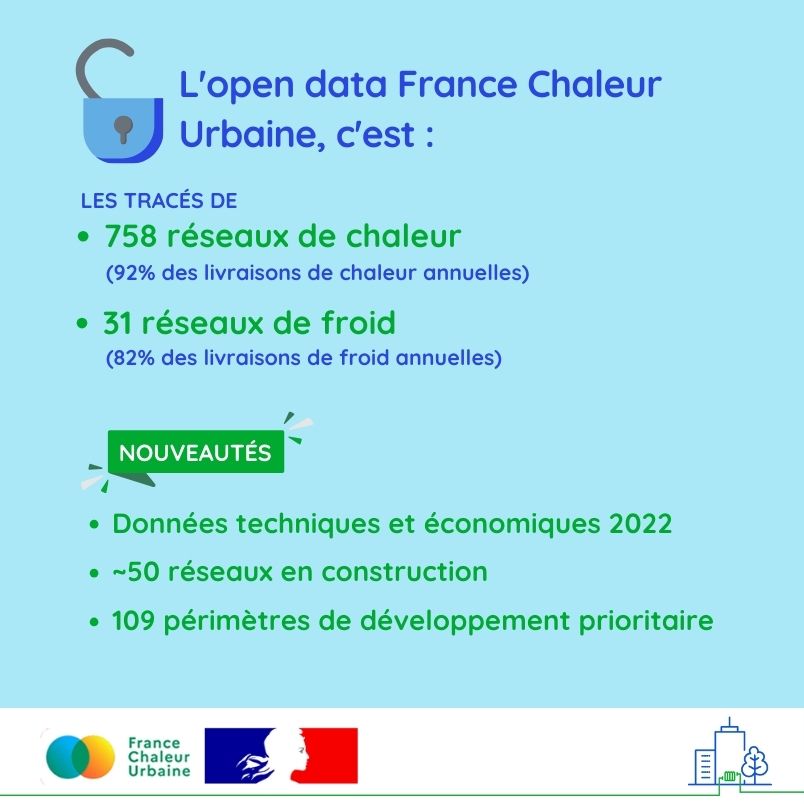 L'open data France Chaleur
Urbaine, c'est :
LES TRACÉS DE
• 758 réseaux de chaleur
(92% des livraisons de chaleur annuelles)
• 31 réseaux de froid
(82% des livraisons de froid annuelles)
NOUVEAUTÉS
• Données techniques et économiques 2022
• ~50 réseaux en construction
• 109 périmètres de développement prioritaire
France
Chaleur
Urbaine